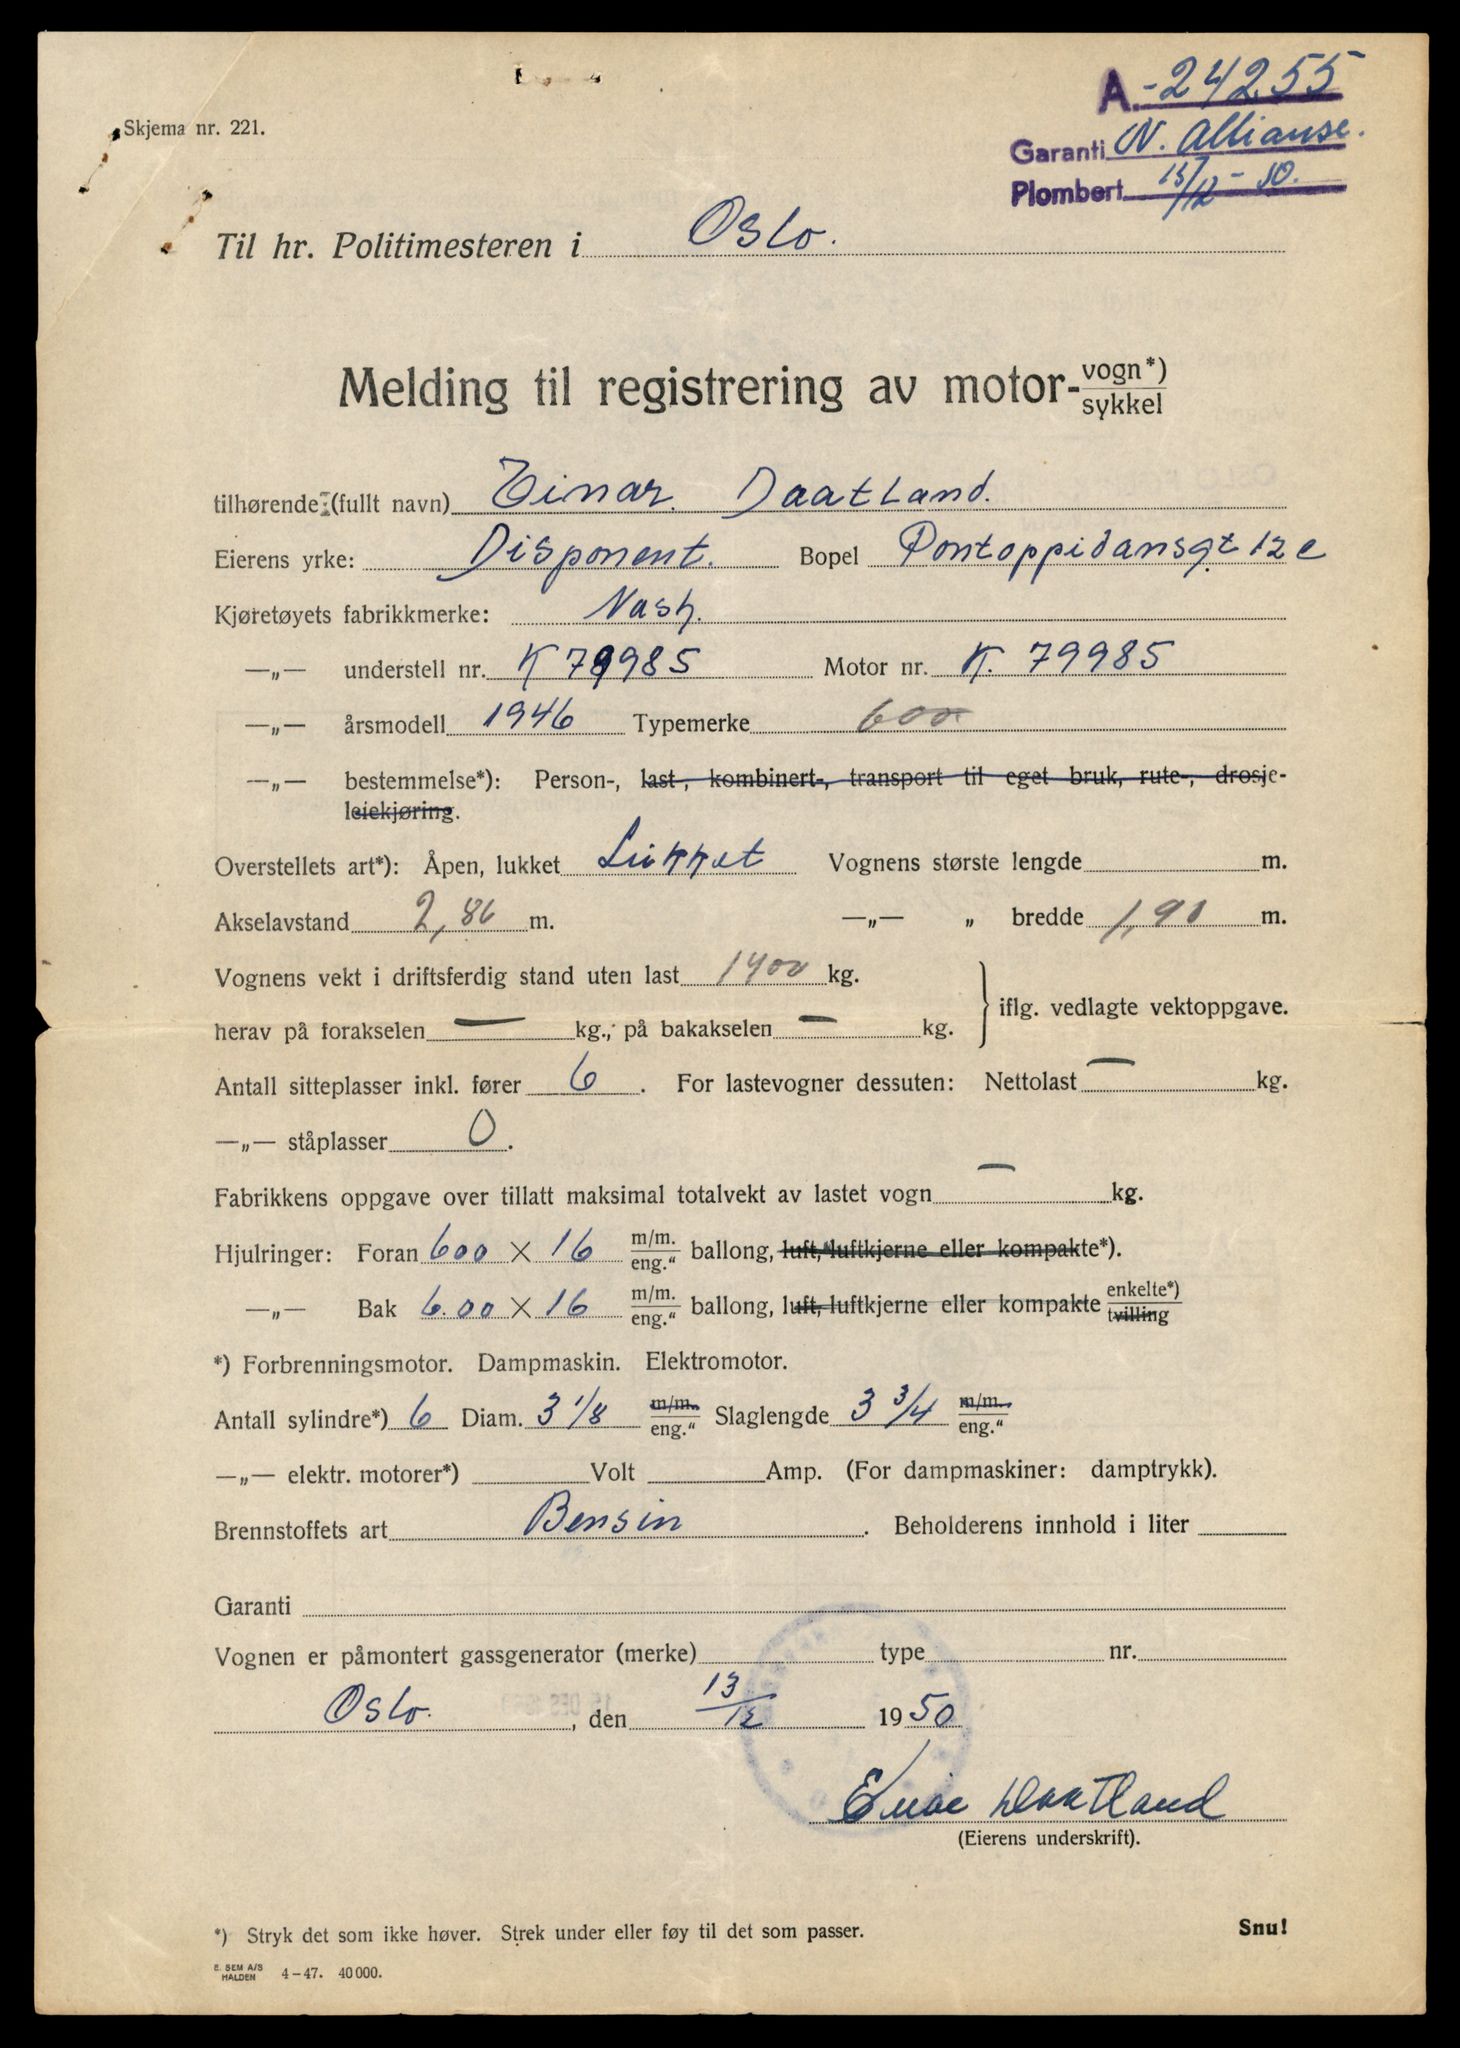 A.-24255
Skjema nr. 221.
Garanti N. Allianse.
Plombert 15/12-50.
Til hr. Politimesteren i Oslo.
Melding til registrering av motor-vogn*)/sykkel
tilhørende: (fullt navn) Einar. Daatland.
Eierens yrke: Disponent. Bopel Pontoppidansgt 12 c
Kjøretøyets fabrikkmerke: Nash.
—„— understell nr. K 79985 Motor nr. K. 79985
—„— årsmodell 1946 Typemerke 600
—„— bestemmelse*): Person-, last-, kombinert-, transport til eget bruk, rute-, drosje-
leiekjøring.
Overstellets art*): Åpen, lukket Lukket Vognens største lengde m.
Akselavstand 2,86 m. —„— „ bredde 1,90 m.
Vognens vekt i driftsferdig stand uten last 1400 kg.
herav på forakselen — kg., på bakakselen — kg. iflg. vedlagte vektoppgave.
Antall sitteplasser inkl. fører 6. For lastevogner dessuten: Nettolast — kg.
—„— ståplasser 0.
Fabrikkens oppgave over tillatt maksimal totalvekt av lastet vogn — kg.
Hjulringer: Foran 600 × 16 m/m./eng.“ ballong, luft, luftkjerne eller kompakte*).
—„— Bak 6.00 × 16 m/m./eng.“ ballong, luft, luftkjerne eller kompakte enkelte*)/tvilling
*) Forbrenningsmotor. Dampmaskin. Elektromotor.
Antall sylindre*) 6 Diam. 3 1/8 m/m./eng.“ Slaglengde 3 3/4 m/m./eng.“
—„— elektr. motorer*) Volt Amp. (For dampmaskiner: damptrykk).
Brennstoffets art Bensin. Beholderens innhold i liter
Garanti
Vognen er påmontert gassgenerator (merke) type nr.
Oslo., den 13/12 1950
Einar Daatland
(Eierens underskrift).
*) Stryk det som ikke høver. Strek under eller føy til det som passer. Snu!
E. SEM A/S
HALDEN 4–47. 40 000.